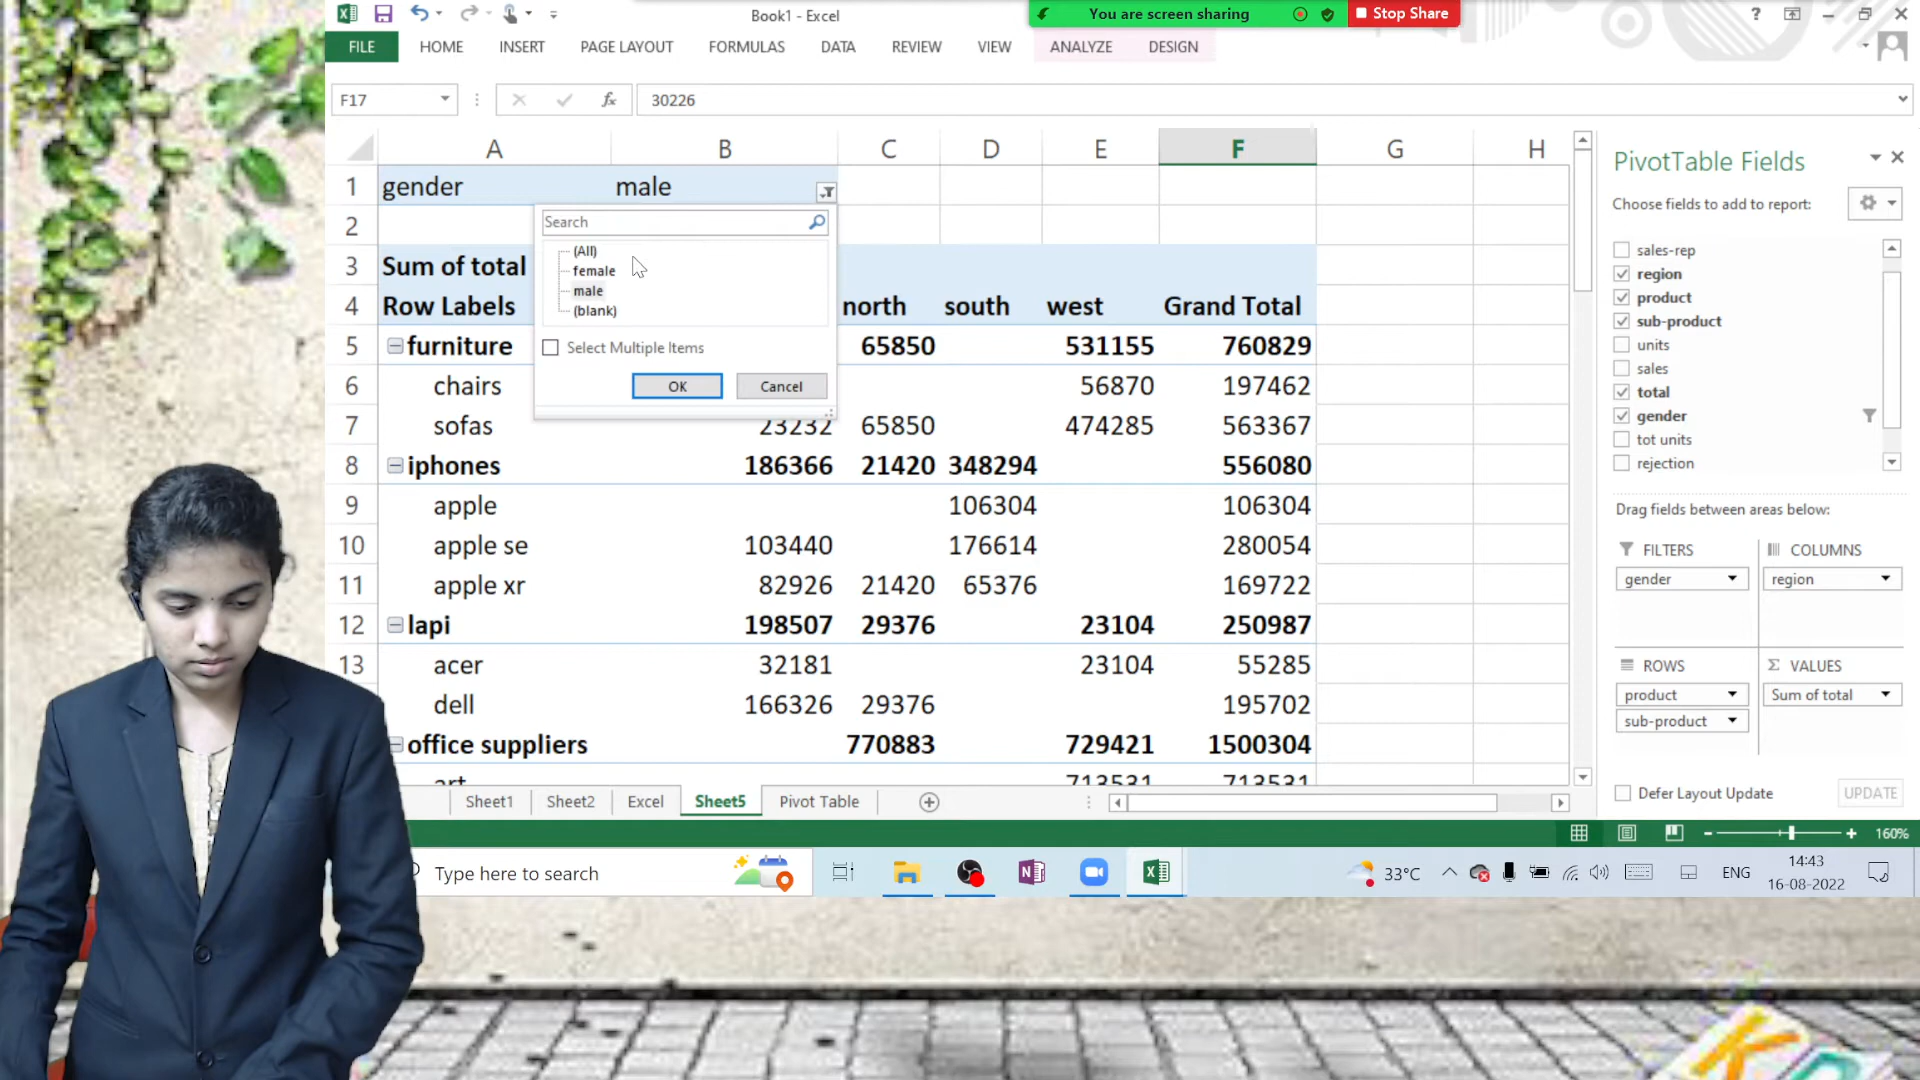 Book1 - Excel
You are screen sharing
Stop Share
?
FILE HOME INSERT PAGE LAYOUT FORMULAS DATA REVIEW VIEW ANALYZE DESIGN
F17 fx 30226
A B C D E F G H
1 gender male
2
3 Sum of total
4 Row Labels north south west Grand Total
5 furniture 65850 531155 760829
6 chairs 56870 197462
7 sofas 23232 65850 474285 563367
8 iphones 186366 21420 348294 556080
9 apple 106304 106304
10 apple se 103440 176614 280054
11 apple xr 82926 21420 65376 169722
12 lapi 198507 29376 23104 250987
13 acer 32181 23104 55285
dell 166326 29376 195702
office suppliers 770883 729421 1500304
art 713531 713531
Search
(All)
female
male
(blank)
Select Multiple Items
OK Cancel
Sheet1 Sheet2 Excel Sheet5 Pivot Table
PivotTable Fields
Choose fields to add to report:
sales-rep
region
product
sub-product
units
sales
total
gender
tot units
rejection
Drag fields between areas below:
FILTERS COLUMNS
gender region
ROWS Σ VALUES
product Sum of total
sub-product
Defer Layout Update UPDATE
160%
Type here to search
33°C ENG 14:43
16-08-2022